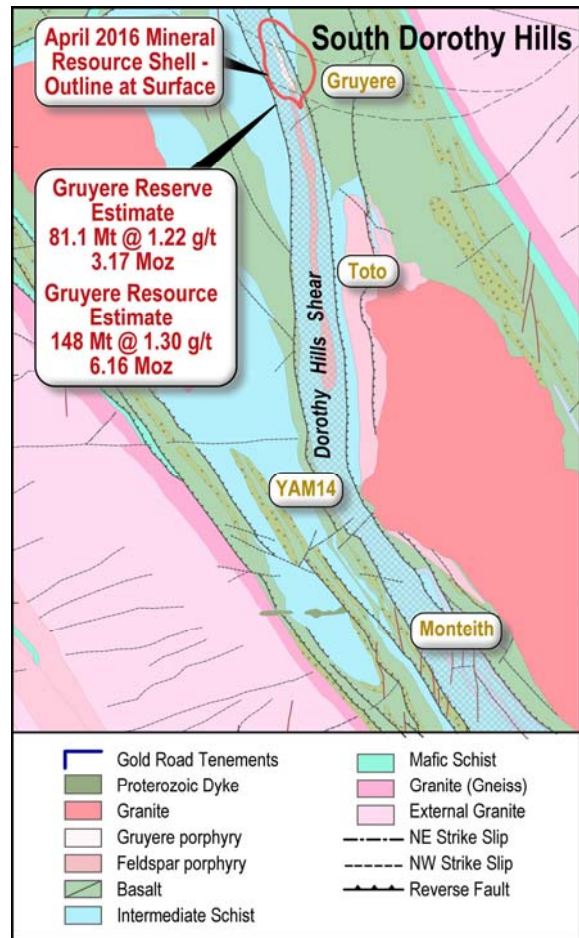 South Dorothy Hills
April 2016 Mineral
Resource Shell -
Outline at Surface
Gruyere
Gruyere Reserve
Estimate
81.1 Mt @ 1.22 g/t
3.17 Moz
Gruyere Resource
Estimate
148 Mt @ 1.30 g/t
6.16 Moz
Toto
Dorothy Hills Shear
YAM14
Monteith
Gold Road Tenements
Proterozoic Dyke
Granite
Gruyere porphyry
Feldspar porphyry
Basalt
Intermediate Schist
Mafic Schist
Granite (Gneiss)
External Granite
NE Strike Slip
NW Strike Slip
Reverse Fault